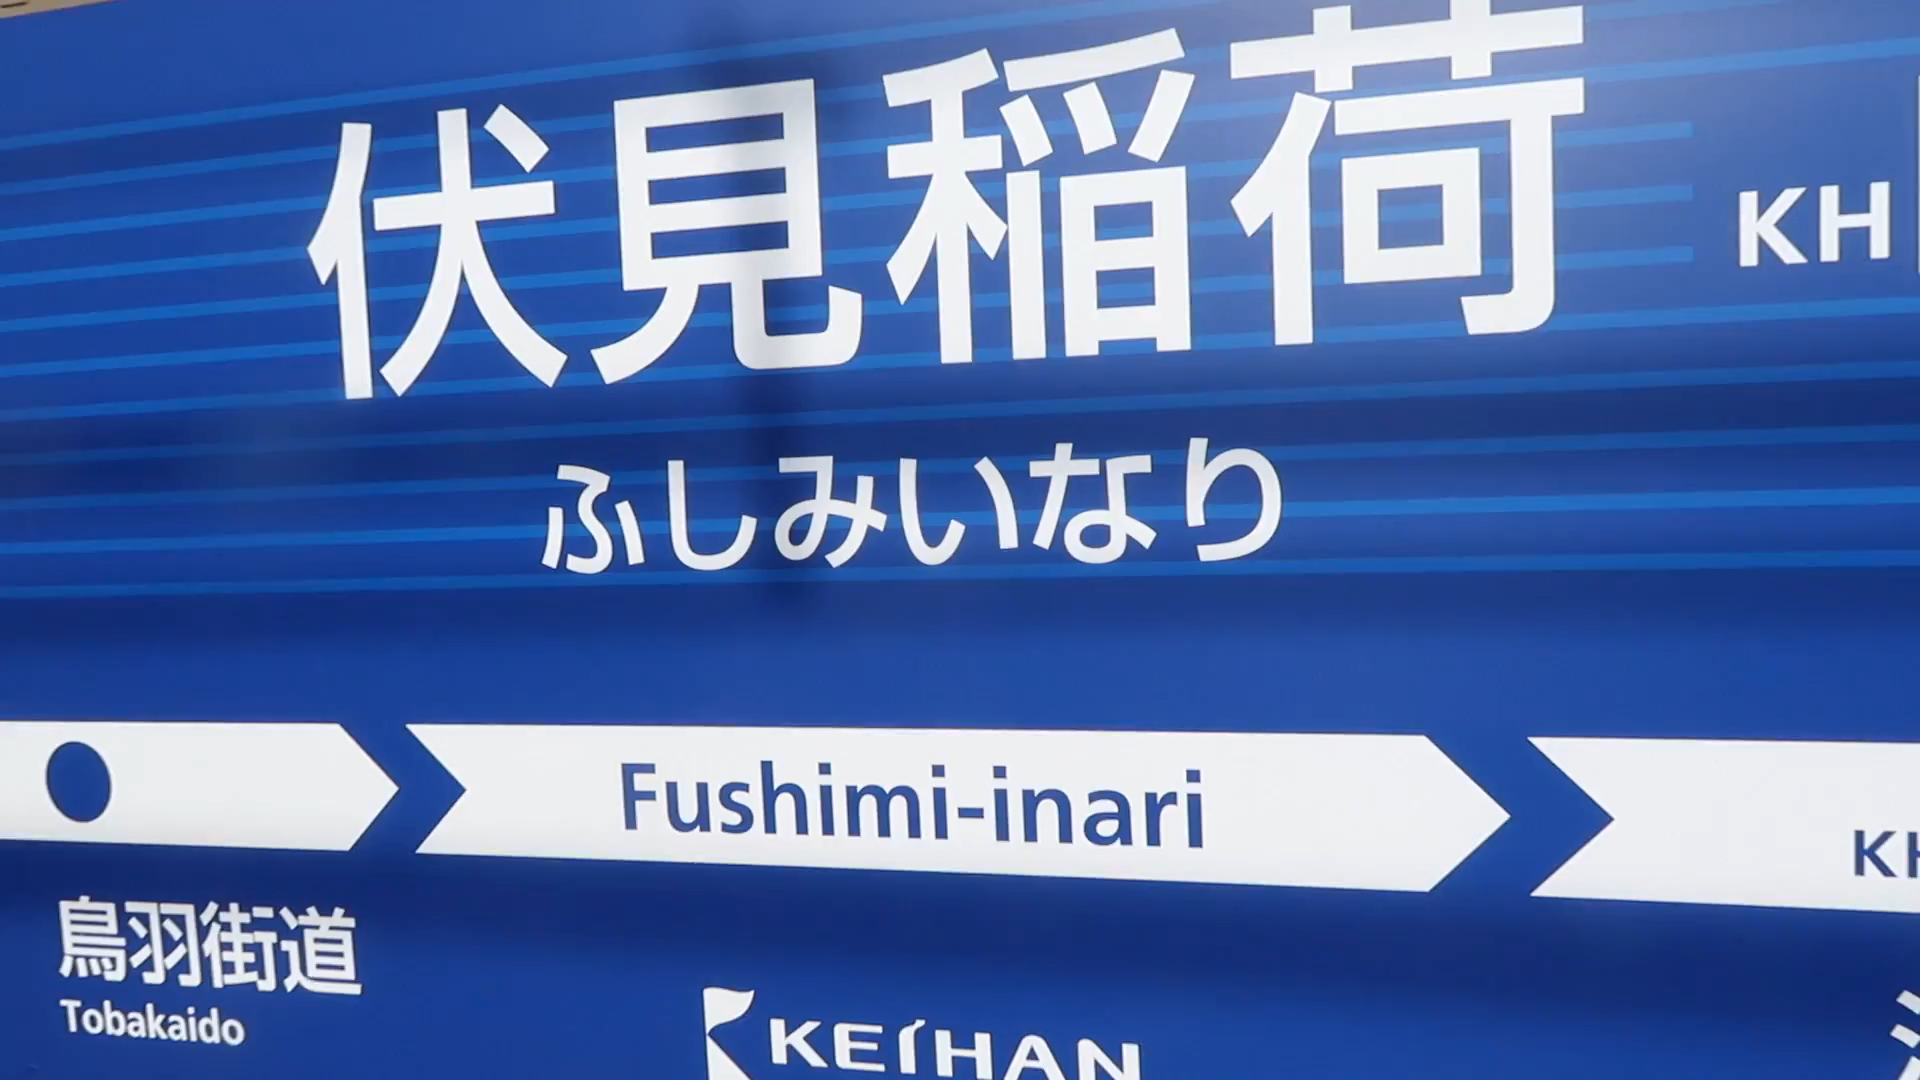 伏見稲荷
KH
ふしみいなり
Fushimi-inari
KH
鳥羽街道
Tobakaido
KEIHAN